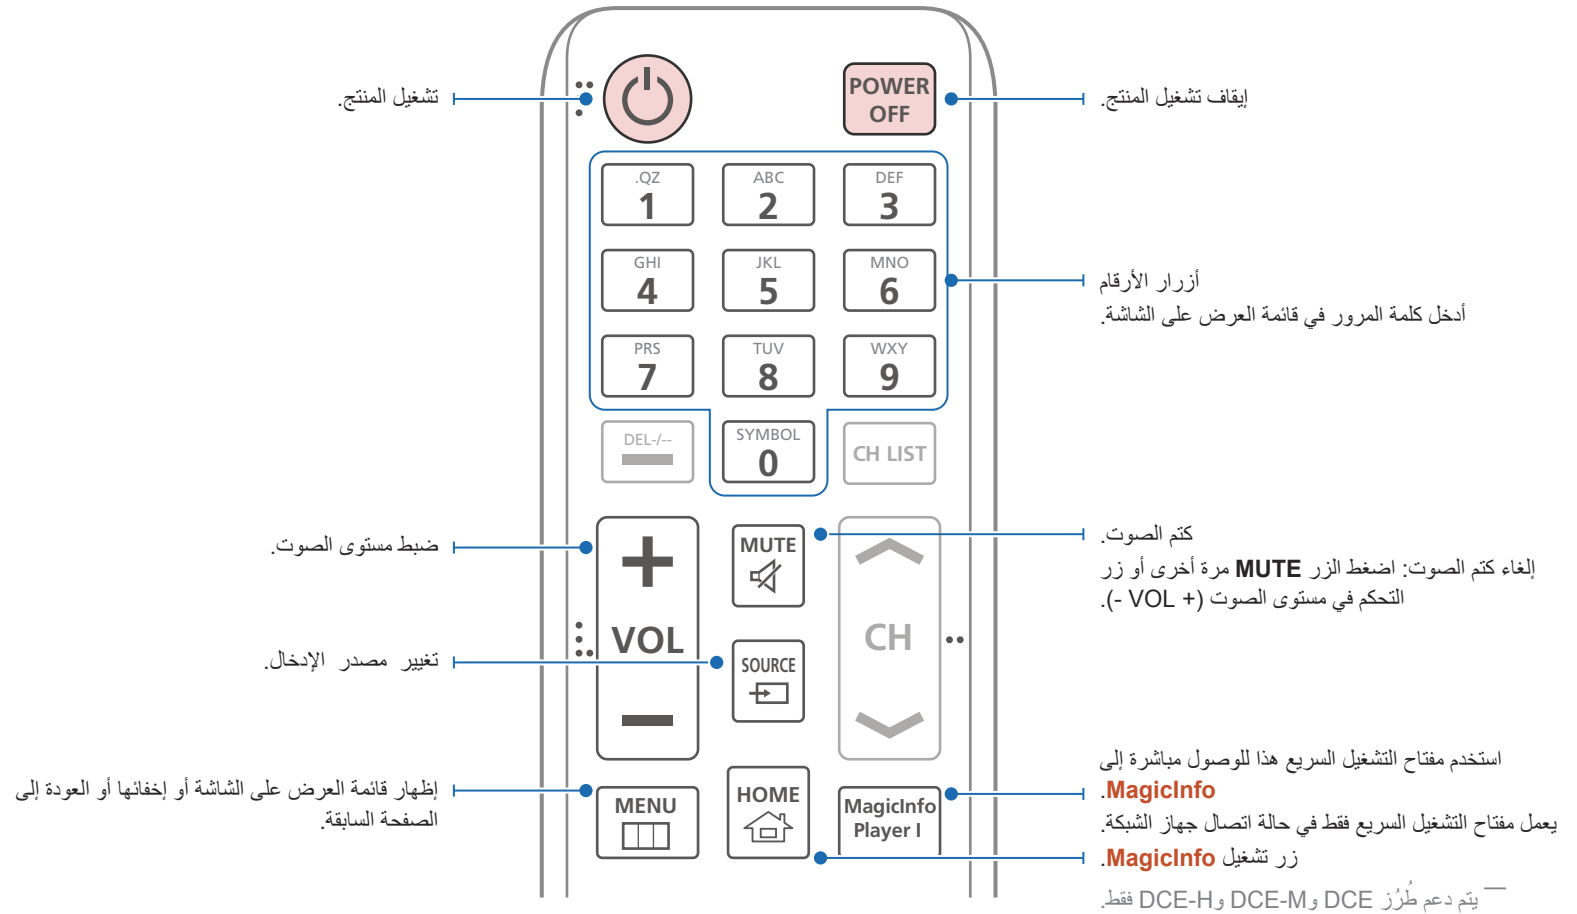 تشغيل المنتج.
POWER
OFF
إيقاف تشغيل المنتج.
.QZ
1
ABC
2
DEF
3
GHI
4
JKL
5
MNO
6
أزرار الأرقام
أدخل كلمة المرور في قائمة العرض على الشاشة.
PRS
7
TUV
8
WXY
9
DEL-/--
SYMBOL
0
CH LIST
ضبط مستوى الصوت.
VOL
تغيير مصدر الإدخال.
MUTE
SOURCE
CH
كتم الصوت.
إلغاء كتم الصوت: اضغط الزر MUTE مرة أخرى أو زر
التحكم في مستوى الصوت (+ VOL -).
إظهار قائمة العرض على الشاشة أو إخفائها أو العودة إلى
الصفحة السابقة.
MENU
HOME
MagicInfo
Player I
استخدم مفتاح التشغيل السريع هذا للوصول مباشرة إلى
MagicInfo.
يعمل مفتاح التشغيل السريع فقط في حالة اتصال جهاز الشبكة.
زر تشغيل MagicInfo.
― يتم دعم طُرُز DCE وDCE-M وDCE-H فقط.